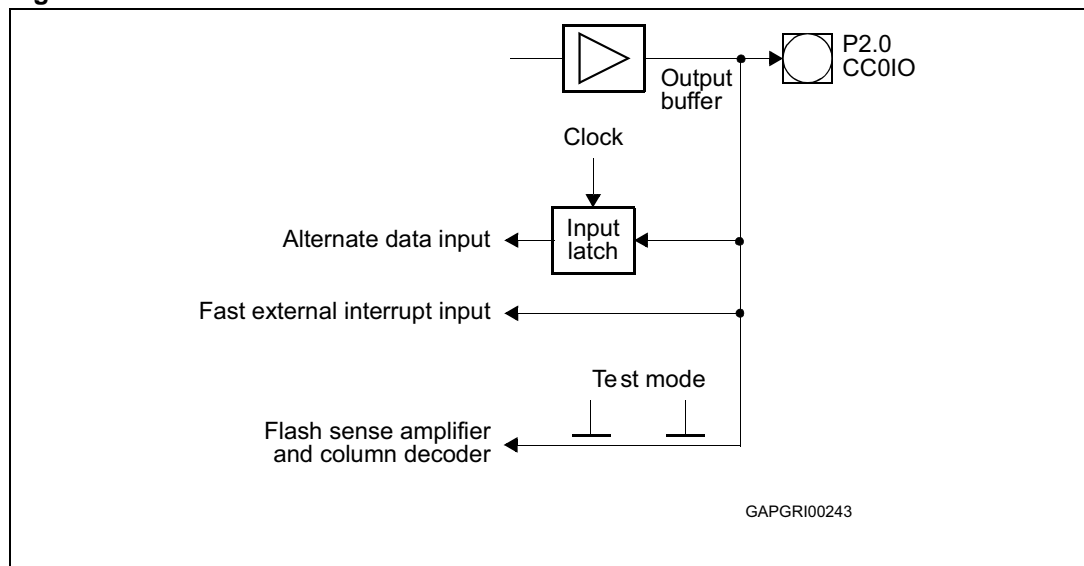 P2.0
CC0IO
Output
buffer
Clock
Input
latch
Alternate data input
Fast external interrupt input
Test mode
Flash sense amplifier
and column decoder
GAPGRI00243